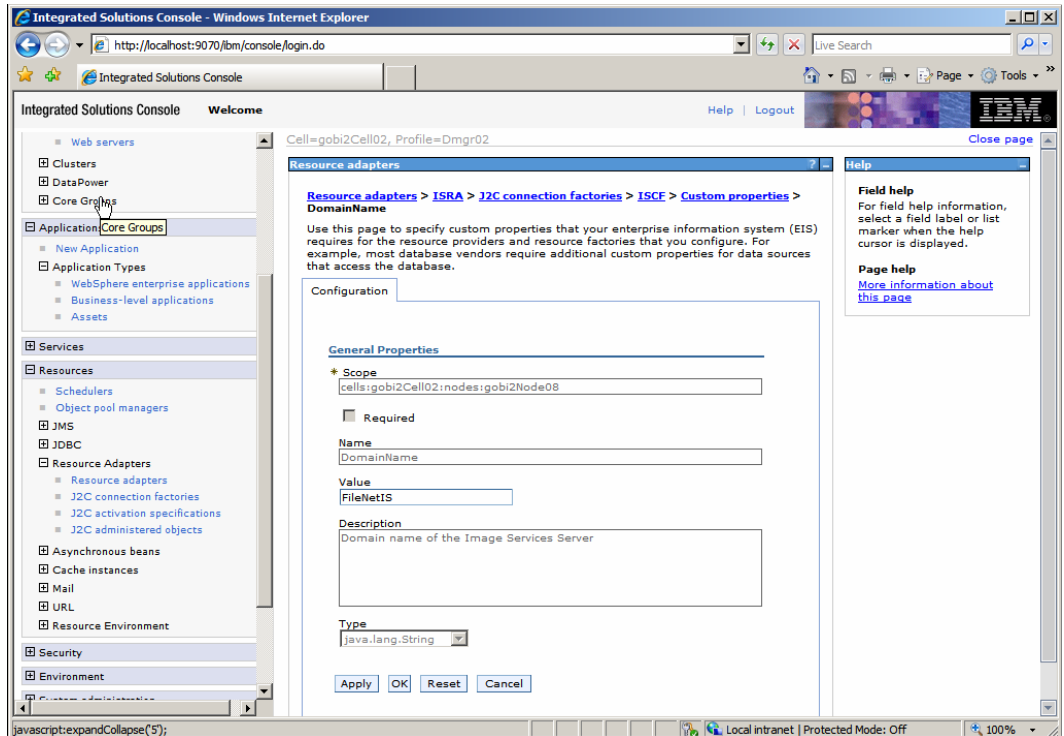 Integrated Solutions Console - Windows Internet Explorer
http://localhost:9070/ibm/console/login.do
Live Search
Integrated Solutions Console
Page
Tools
Integrated Solutions Console Welcome
Help | Logout
IBM
Web servers
Clusters
DataPower
Core Groups
Core Groups
Application
New Application
Application Types
WebSphere enterprise applications
Business-level applications
Assets
Services
Resources
Schedulers
Object pool managers
JMS
JDBC
Resource Adapters
Resource adapters
J2C connection factories
J2C activation specifications
J2C administered objects
Asynchronous beans
Cache instances
Mail
URL
Resource Environment
Security
Environment
System administration
Cell=gobi2Cell02, Profile=Dmgr02
Close page
Resource adapters
? -
Resource adapters > ISRA > J2C connection factories > ISCF > Custom properties >
DomainName
Use this page to specify custom properties that your enterprise information system (EIS)
requires for the resource providers and resource factories that you configure. For
example, most database vendors require additional custom properties for data sources
that access the database.
Configuration
General Properties
* Scope
cells:gobi2Cell02:nodes:gobi2Node08
Required
Name
DomainName
Value
FileNetIS
Description
Domain name of the Image Services Server
Type
java.lang.String
Apply
OK
Reset
Cancel
Help
Field help
For field help information,
select a field label or list
marker when the help
cursor is displayed.
Page help
More information about
this page
javascript:expandCollapse('5');
Local intranet | Protected Mode: Off
100%